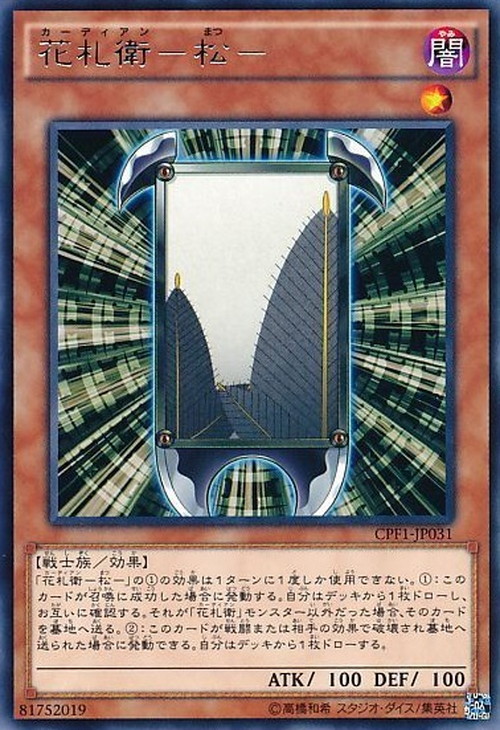 カーディアン まつ
花札衛－松－
やみ
闇
CPF1-JP031
【戦士族／効果】
「花札衛－松－」の①の効果は１ターンに１度しか使用できない。①：この
カードが召喚に成功した場合に発動する。自分はデッキから１枚ドローし、
お互いに確認する。それが「花札衛」モンスター以外だった場合、そのカード
を墓地へ送る。②：このカードが戦闘または相手の効果で破壊され墓地へ
送られた場合に発動できる。自分はデッキから１枚ドローする。
ATK/ 100 DEF/ 100
81752019
©高橋和希 スタジオ・ダイス/集英社